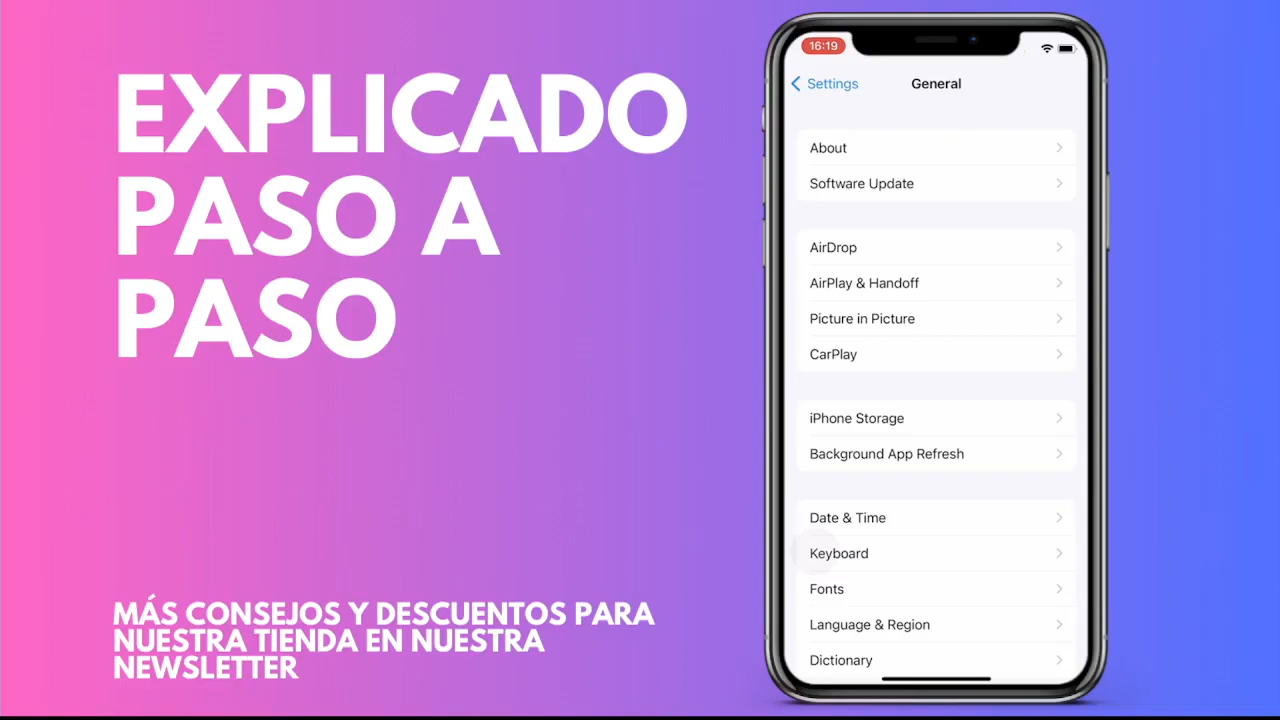 EXPLICADO
PASO A
PASO
MÁS CONSEJOS Y DESCUENTOS PARA
NUESTRA TIENDA EN NUESTRA
NEWSLETTER
16:19
Settings
General
About
Software Update
AirDrop
AirPlay & Handoff
Picture in Picture
CarPlay
iPhone Storage
Background App Refresh
Date & Time
Keyboard
Fonts
Language & Region
Dictionary